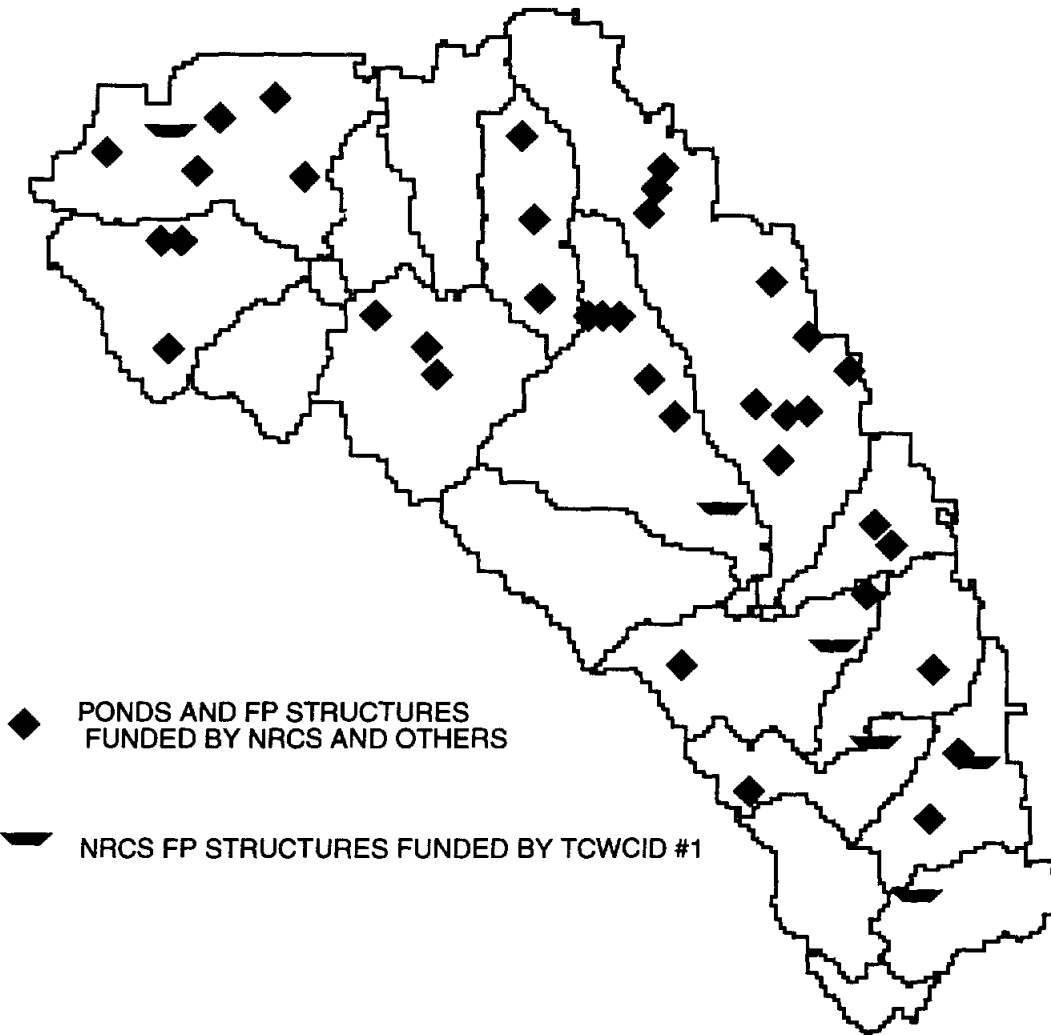 PONDS AND FP STRUCTURES
FUNDED BY NRCS AND OTHERS
NRCS FP STRUCTURES FUNDED BY TCWCID #1